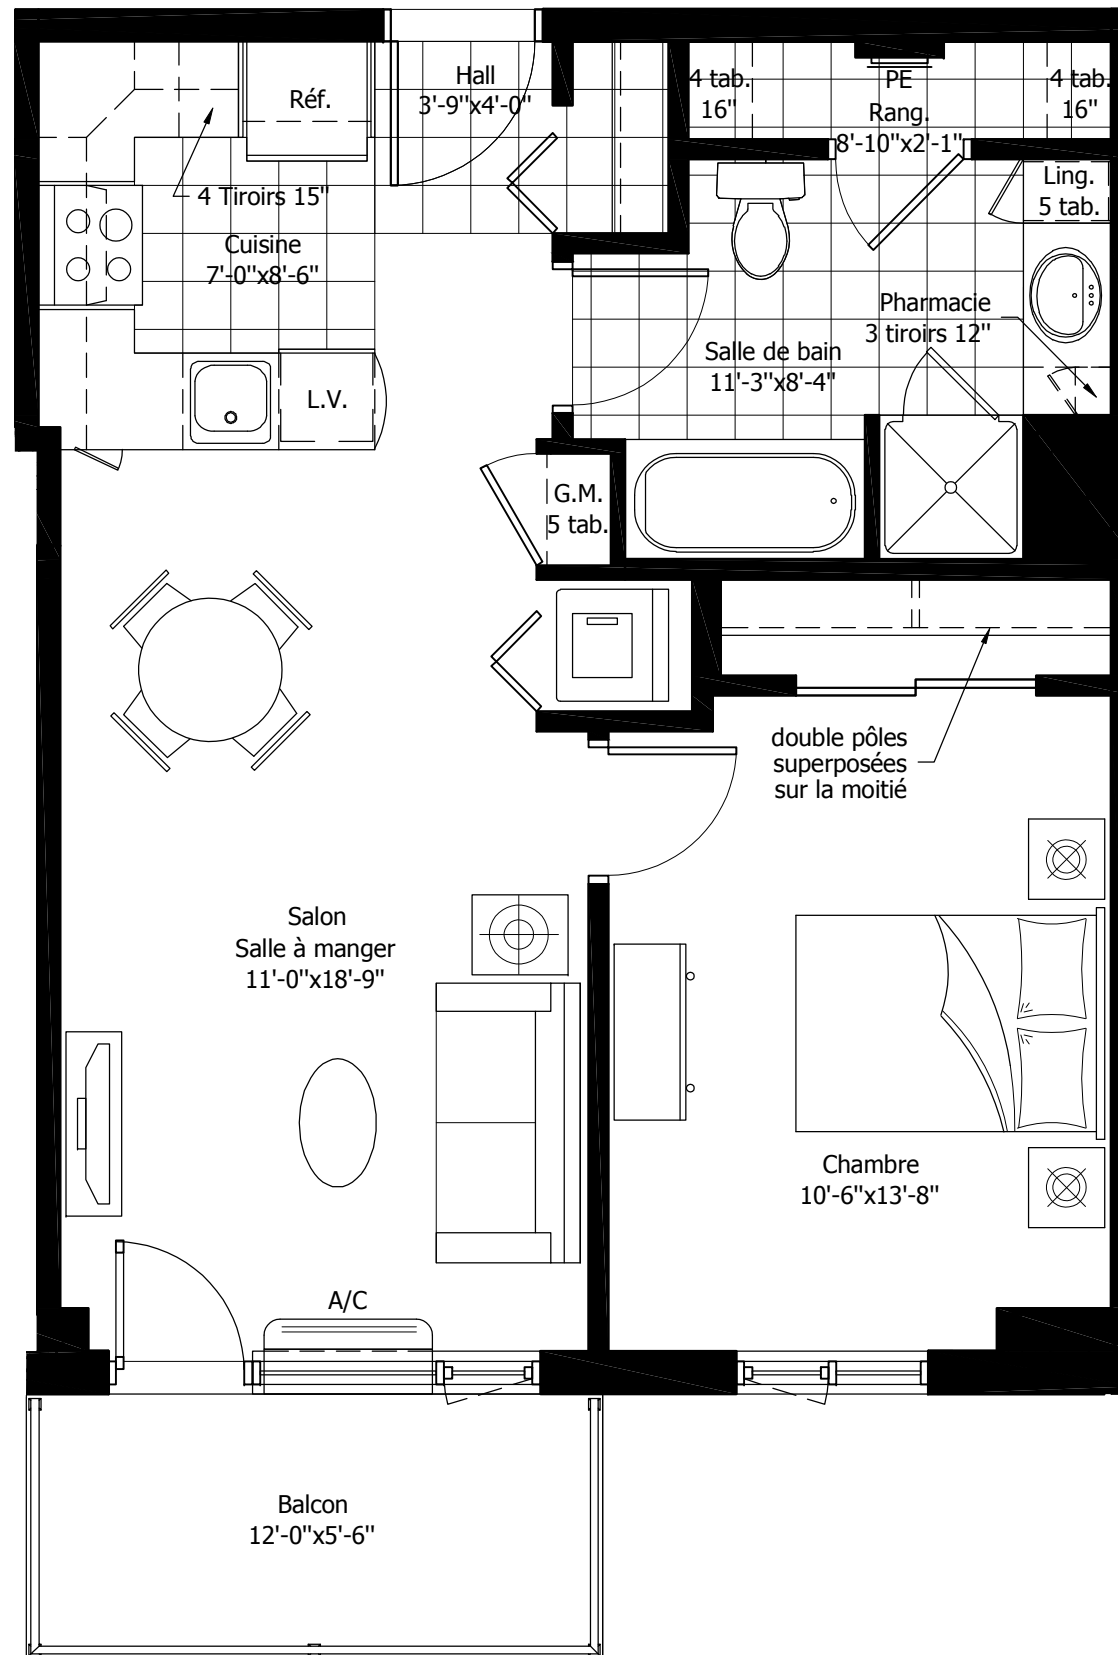 Hall
3'-9"x4'-0"
Réf.
4 tab.
16"
PE
Rang.
8'-10"x2'-1"
4 tab.
16"
4 Tiroirs 15"
Ling.
5 tab.
Cuisine
7'-0"x8'-6"
Pharmacie
3 tiroirs 12"
Salle de bain
11'-3"x8'-4"
L.V.
G.M.
5 tab.
double pôles
superposées
sur la moitié
Salon
Salle à manger
11'-0"x18'-9"
Chambre
10'-6"x13'-8"
A/C
Balcon
12'-0"x5'-6"